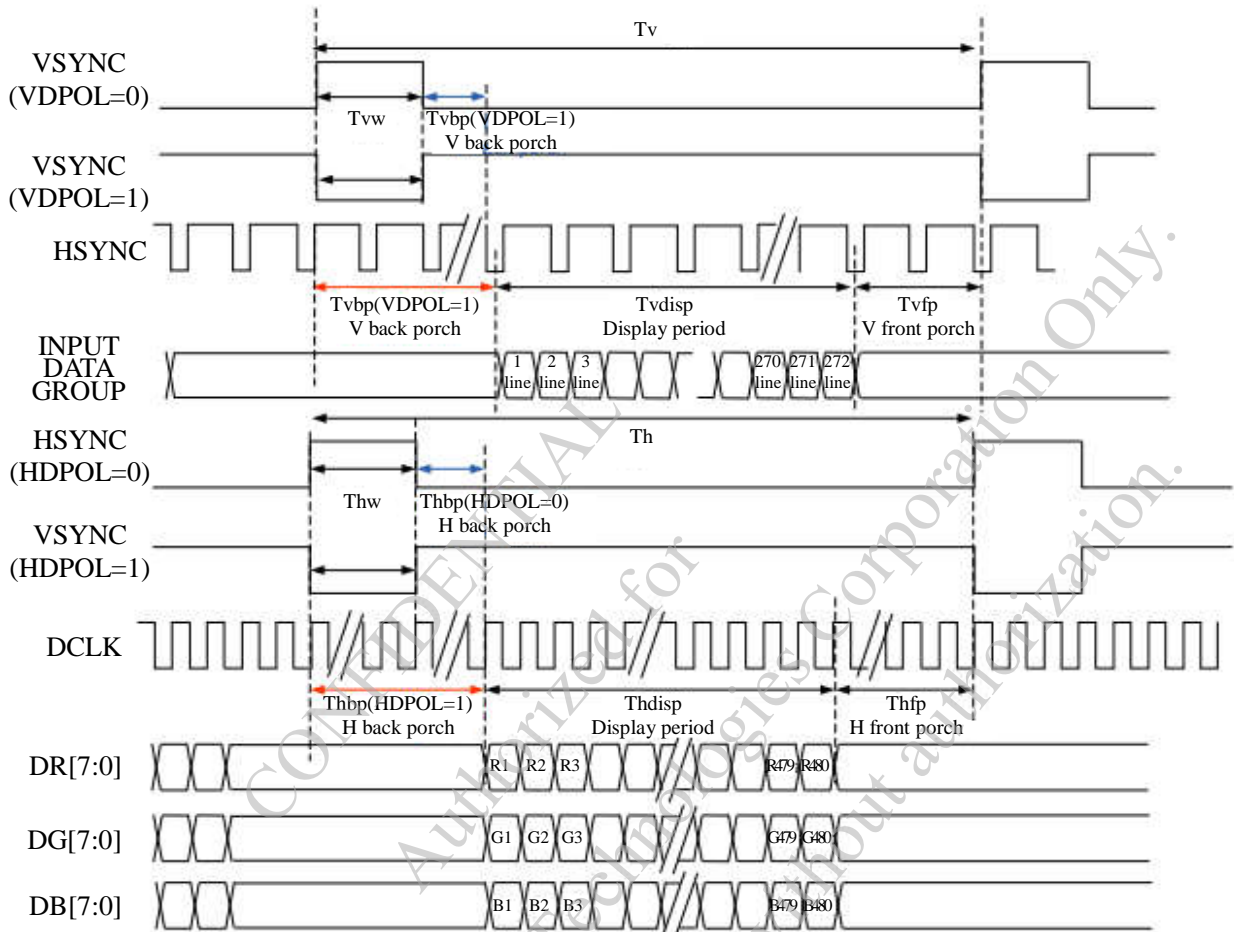 Tv
VSYNC
(VDPOL=0)
Tvw
Tvbp(VDPOL=1)
V back porch
VSYNC
(VDPOL=1)
HSYNC
Tvbp(VDPOL=1)
V back porch
Tvdisp
Display period
Tvfp
V front porch
INPUT
DATA
GROUP
1 line
2 line
3 line
270 line
271 line
272 line
Th
HSYNC
(HDPOL=0)
Thw
Thbp(HDPOL=0)
H back porch
VSYNC
(HDPOL=1)
DCLK
Thbp(HDPOL=1)
H back porch
Thdisp
Display period
Thfp
H front porch
DR[7:0]
R1 R2 R3 R479 R480
DG[7:0]
G1 G2 G3 G479 G480
DB[7:0]
B1 B2 B3 B479 B480
CONFIDENTIAL
Authorized for
Technologies Corporation Only.
without authorization.